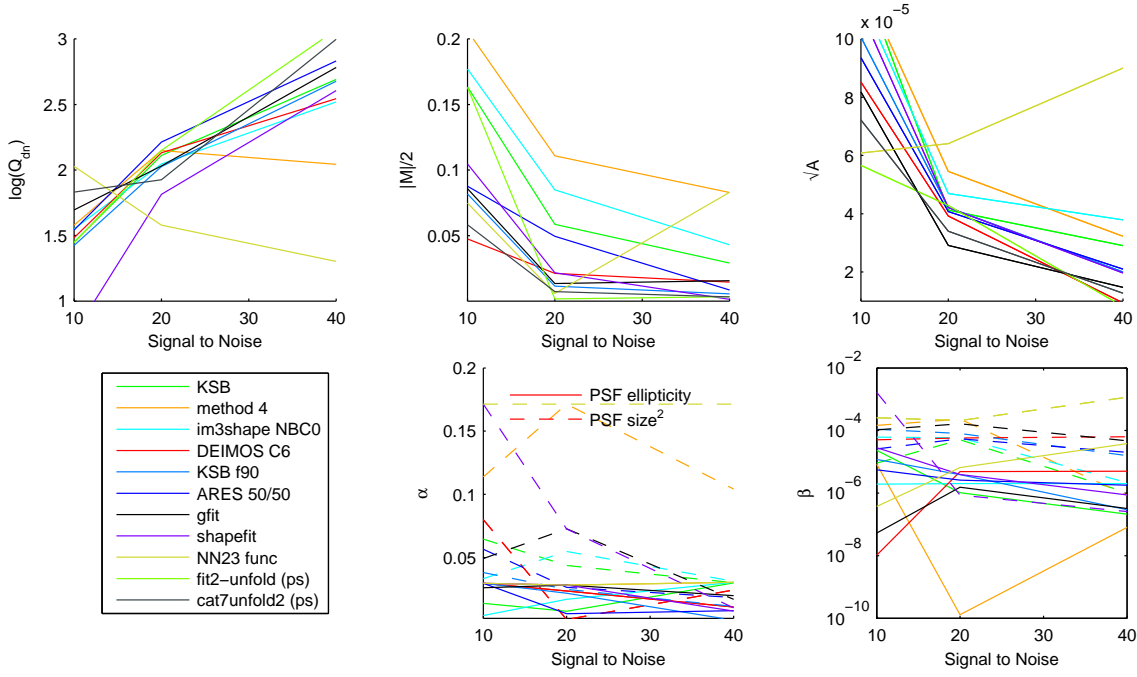 3
2.5
2
1.5
1
log(Q_dn)
10
20
30
40
Signal to Noise
0.2
0.15
0.1
0.05
|M|/2
10
20
30
40
Signal to Noise
x 10^−5
10
8
6
4
2
√A
10
20
30
40
Signal to Noise
KSB
method 4
im3shape NBC0
DEIMOS C6
KSB f90
ARES 50/50
gfit
shapefit
NN23 func
fit2−unfold (ps)
cat7unfold2 (ps)
0.2
0.15
0.1
0.05
α
PSF ellipticity
PSF size^2
10
20
30
40
Signal to Noise
10^−2
10^−4
10^−6
10^−8
10^−10
β
10
20
30
40
Signal to Noise